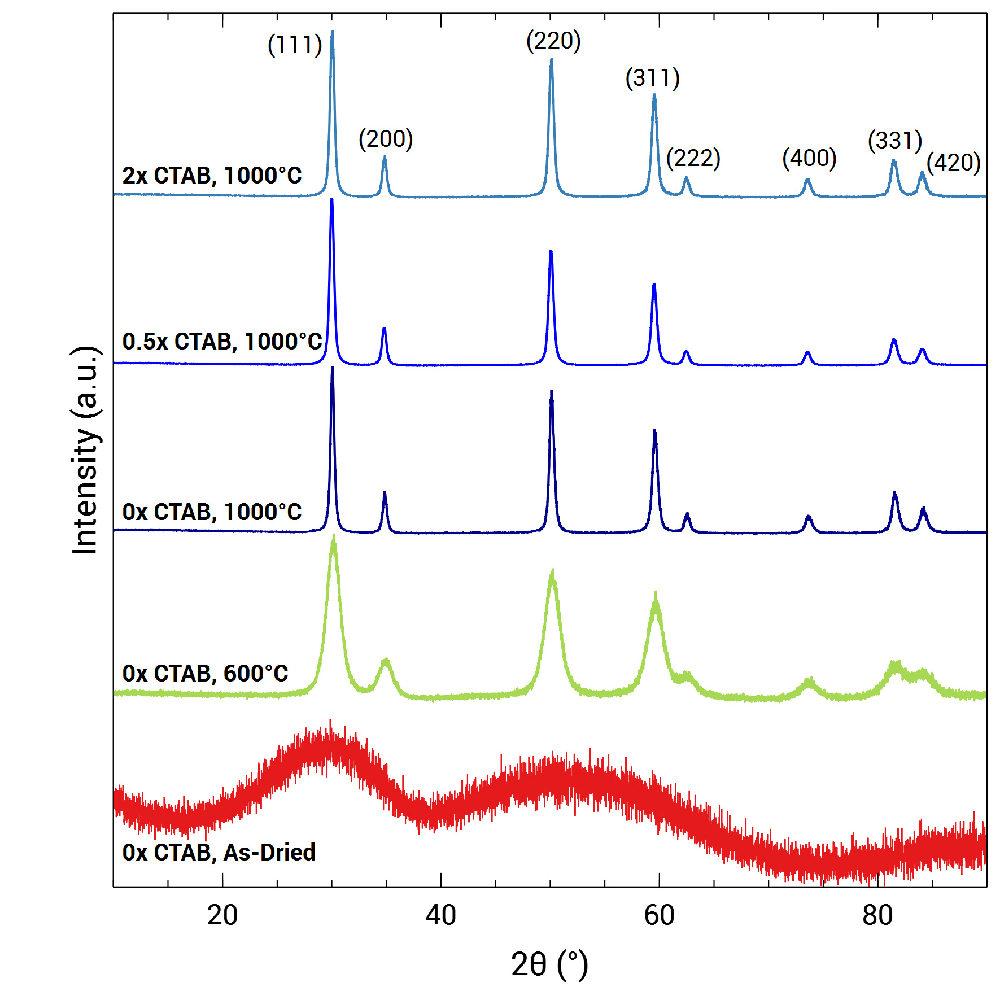 (111)
(220)
(311)
(200)
(222)
(400)
(331)
(420)
2x CTAB, 1000°C
0.5x CTAB, 1000°C
0x CTAB, 1000°C
0x CTAB, 600°C
0x CTAB, As-Dried
Intensity (a.u.)
20 40 60 80
2θ (°)